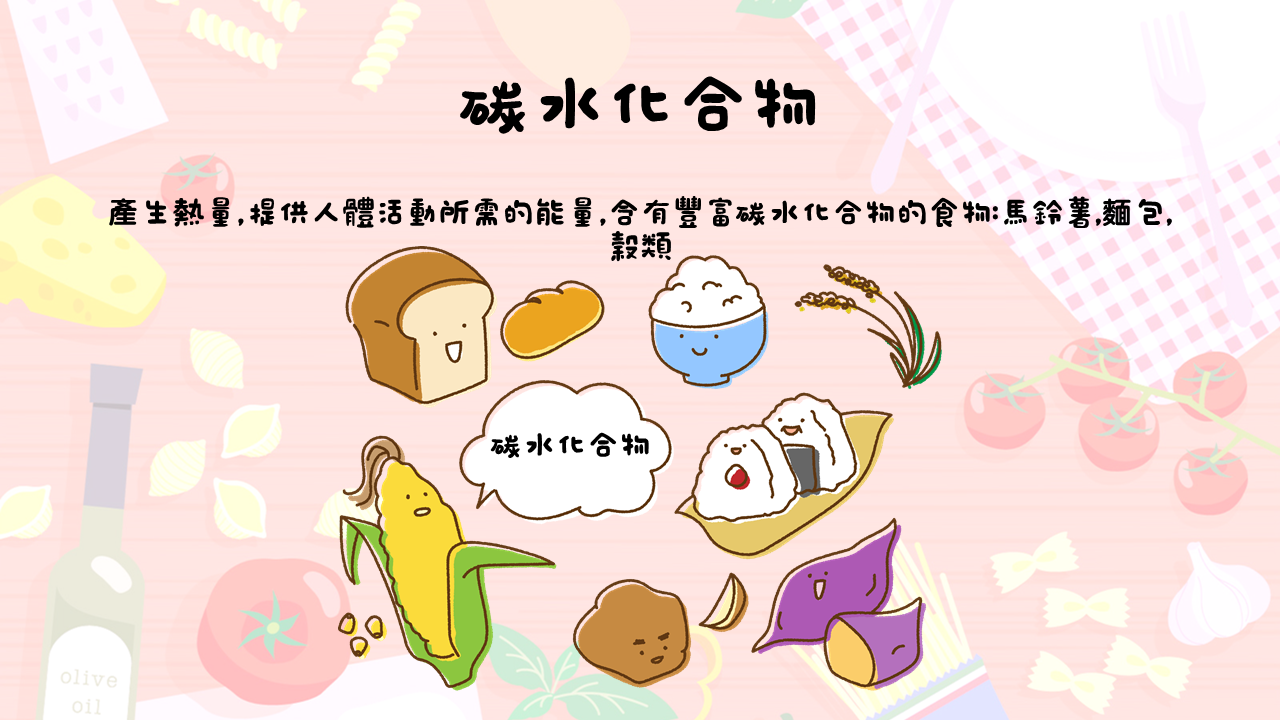 碳水化合物
產生熱量,提供人體活動所需的能量,含有豐富碳水化合物的食物:馬鈴薯,麵包,
穀類
碳水化合物
olive
oil